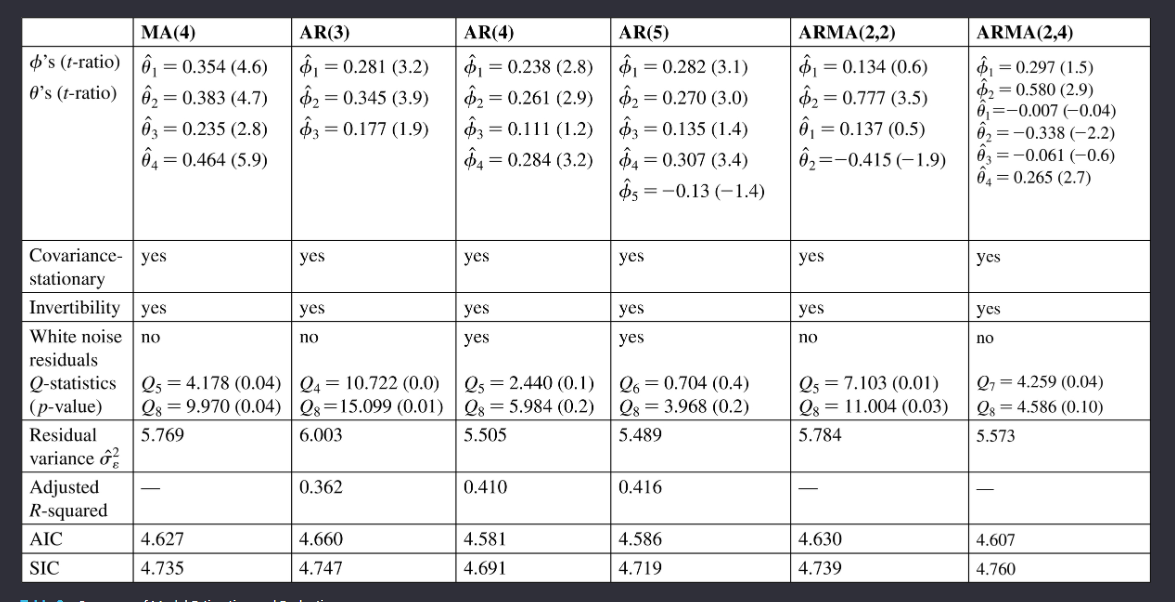 MA(4) AR(3) AR(4) AR(5) ARMA(2,2) ARMA(2,4)
ϕ's (t-ratio) θ̂₁ = 0.354 (4.6) ϕ̂₁ = 0.281 (3.2) ϕ̂₁ = 0.238 (2.8) ϕ̂₁ = 0.282 (3.1) ϕ̂₁ = 0.134 (0.6) ϕ̂₁ = 0.297 (1.5)
θ's (t-ratio) θ̂₂ = 0.383 (4.7) ϕ̂₂ = 0.345 (3.9) ϕ̂₂ = 0.261 (2.9) ϕ̂₂ = 0.270 (3.0) ϕ̂₂ = 0.777 (3.5) ϕ̂₂ = 0.580 (2.9)
θ̂₁=−0.007 (−0.04)
θ̂₃ = 0.235 (2.8) ϕ̂₃ = 0.177 (1.9) ϕ̂₃ = 0.111 (1.2) ϕ̂₃ = 0.135 (1.4) θ̂₁ = 0.137 (0.5) θ̂₂ = −0.338 (−2.2)
θ̂₄ = 0.464 (5.9) ϕ̂₄ = 0.284 (3.2) ϕ̂₄ = 0.307 (3.4) θ̂₂=−0.415 (−1.9) θ̂₃ = −0.061 (−0.6)
θ̂₄ = 0.265 (2.7)
ϕ̂₅ = −0.13 (−1.4)
Covariance- yes yes yes yes yes yes
stationary
Invertibility yes yes yes yes yes yes
White noise no no yes yes no no
residuals
Q-statistics Q₅ = 4.178 (0.04) Q₄ = 10.722 (0.0) Q₅ = 2.440 (0.1) Q₆ = 0.704 (0.4) Q₅ = 7.103 (0.01) Q₇ = 4.259 (0.04)
(p-value) Q₈ = 9.970 (0.04) Q₈=15.099 (0.01) Q₈ = 5.984 (0.2) Q₈ = 3.968 (0.2) Q₈ = 11.004 (0.03) Q₈ = 4.586 (0.10)
Residual 5.769 6.003 5.505 5.489 5.784 5.573
variance σ̂²ε
Adjusted — 0.362 0.410 0.416 — —
R-squared
AIC 4.627 4.660 4.581 4.586 4.630 4.607
SIC 4.735 4.747 4.691 4.719 4.739 4.760